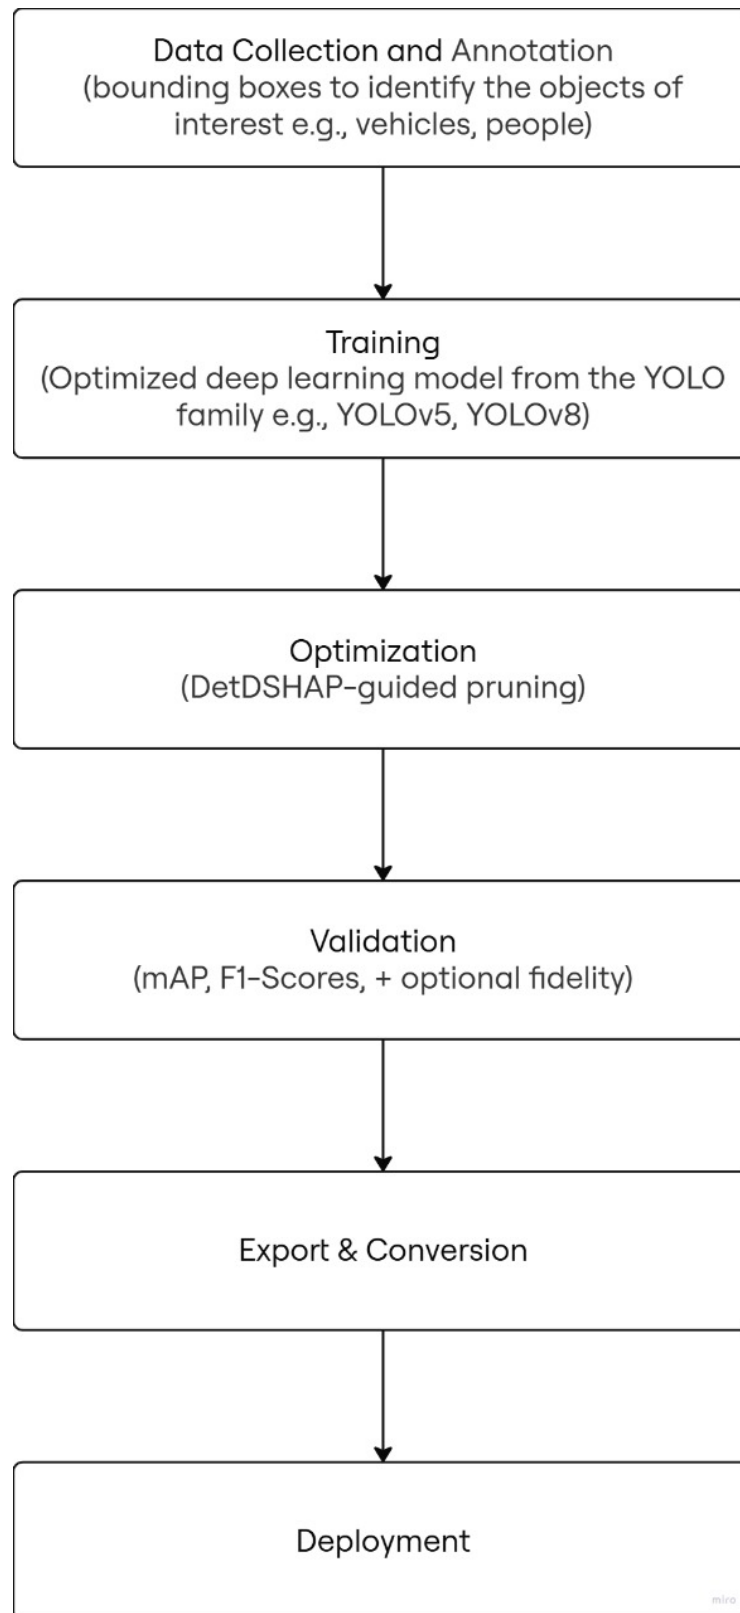 Data Collection and Annotation
(bounding boxes to identify the objects of
interest e.g., vehicles, people)
Training
(Optimized deep learning model from the YOLO
family e.g., YOLOv5, YOLOv8)
Optimization
(DetDSHAP-guided pruning)
Validation
(mAP, F1-Scores, + optional fidelity)
Export & Conversion
Deployment
miro